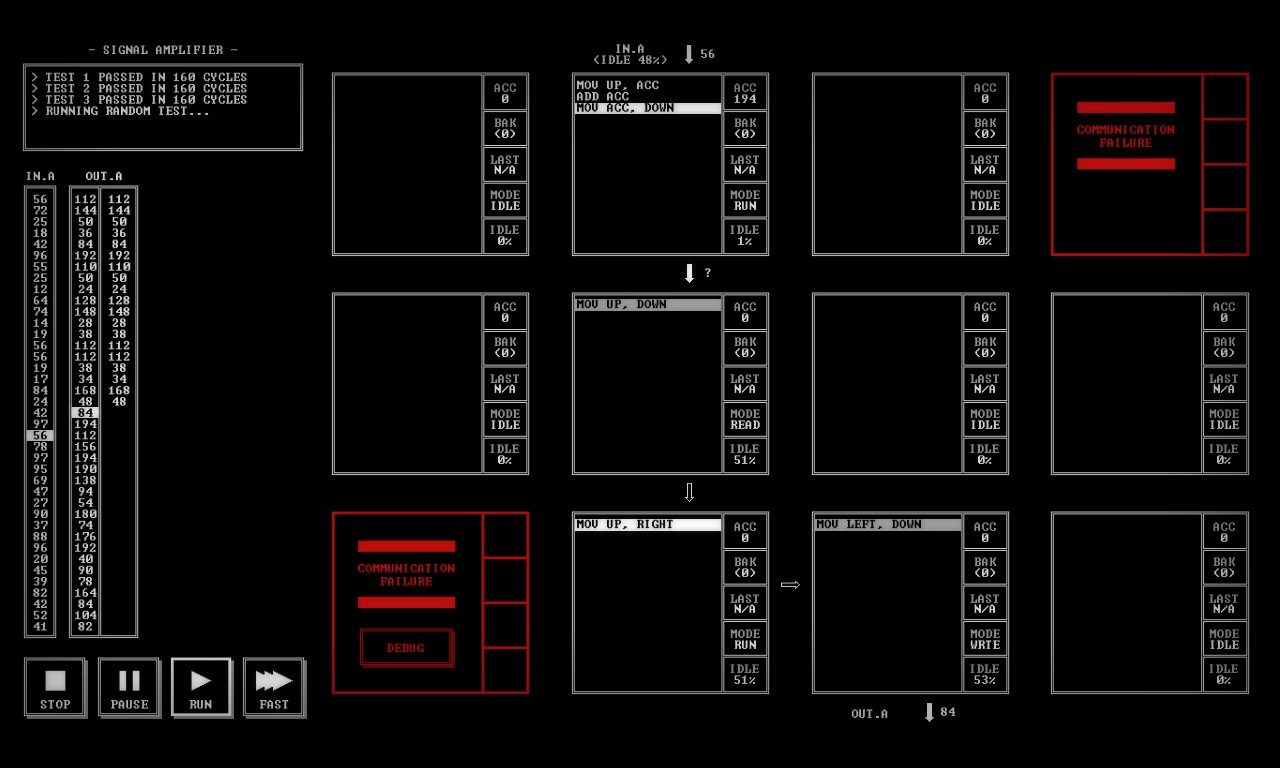 - SIGNAL AMPLIFIER -
> TEST 1 PASSED IN 160 CYCLES
> TEST 2 PASSED IN 160 CYCLES
> TEST 3 PASSED IN 160 CYCLES
> RUNNING RANDOM TEST...
IN.A OUT.A
56 112 112
72 144 144
25 50 50
18 36 36
42 84 84
96 192 192
55 110 110
25 50 50
12 24 24
64 128 128
74 148 148
14 28 28
19 38 38
56 112 112
56 112 112
19 38 38
17 34 34
84 168 168
24 48 48
42 84
97 194
56 112
78 156
97 194
95 190
69 138
47 94
27 54
90 180
37 74
88 176
96 192
20 40
45 90
39 78
82 164
42 84
52 104
41 82
STOP
PAUSE
RUN
FAST
IN.A
(IDLE 48%)
56
ACC
0
BAK
(0)
LAST
N/A
MODE
IDLE
IDLE
0%
MOV UP, ACC
ADD ACC
MOV ACC, DOWN
ACC
194
BAK
(0)
LAST
N/A
MODE
RUN
IDLE
1%
ACC
0
BAK
(0)
LAST
N/A
MODE
IDLE
IDLE
0%
COMMUNICATION
FAILURE
?
ACC
0
BAK
(0)
LAST
N/A
MODE
IDLE
IDLE
0%
MOV UP, DOWN
ACC
0
BAK
(0)
LAST
N/A
MODE
READ
IDLE
51%
ACC
0
BAK
(0)
LAST
N/A
MODE
IDLE
IDLE
0%
ACC
0
BAK
(0)
LAST
N/A
MODE
IDLE
IDLE
0%
COMMUNICATION
FAILURE
DEBUG
MOV UP, RIGHT
ACC
0
BAK
(0)
LAST
N/A
MODE
RUN
IDLE
51%
MOV LEFT, DOWN
ACC
0
BAK
(0)
LAST
N/A
MODE
WRTE
IDLE
53%
ACC
0
BAK
(0)
LAST
N/A
MODE
IDLE
IDLE
0%
OUT.A
84